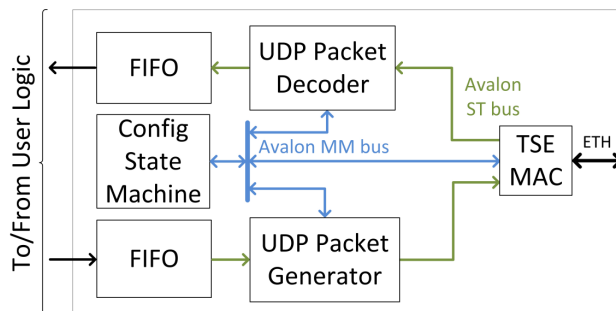 To/From User Logic
FIFO
UDP Packet
Decoder
Avalon
ST bus
Config
State
Machine
Avalon MM bus
TSE
MAC
ETH
FIFO
UDP Packet
Generator